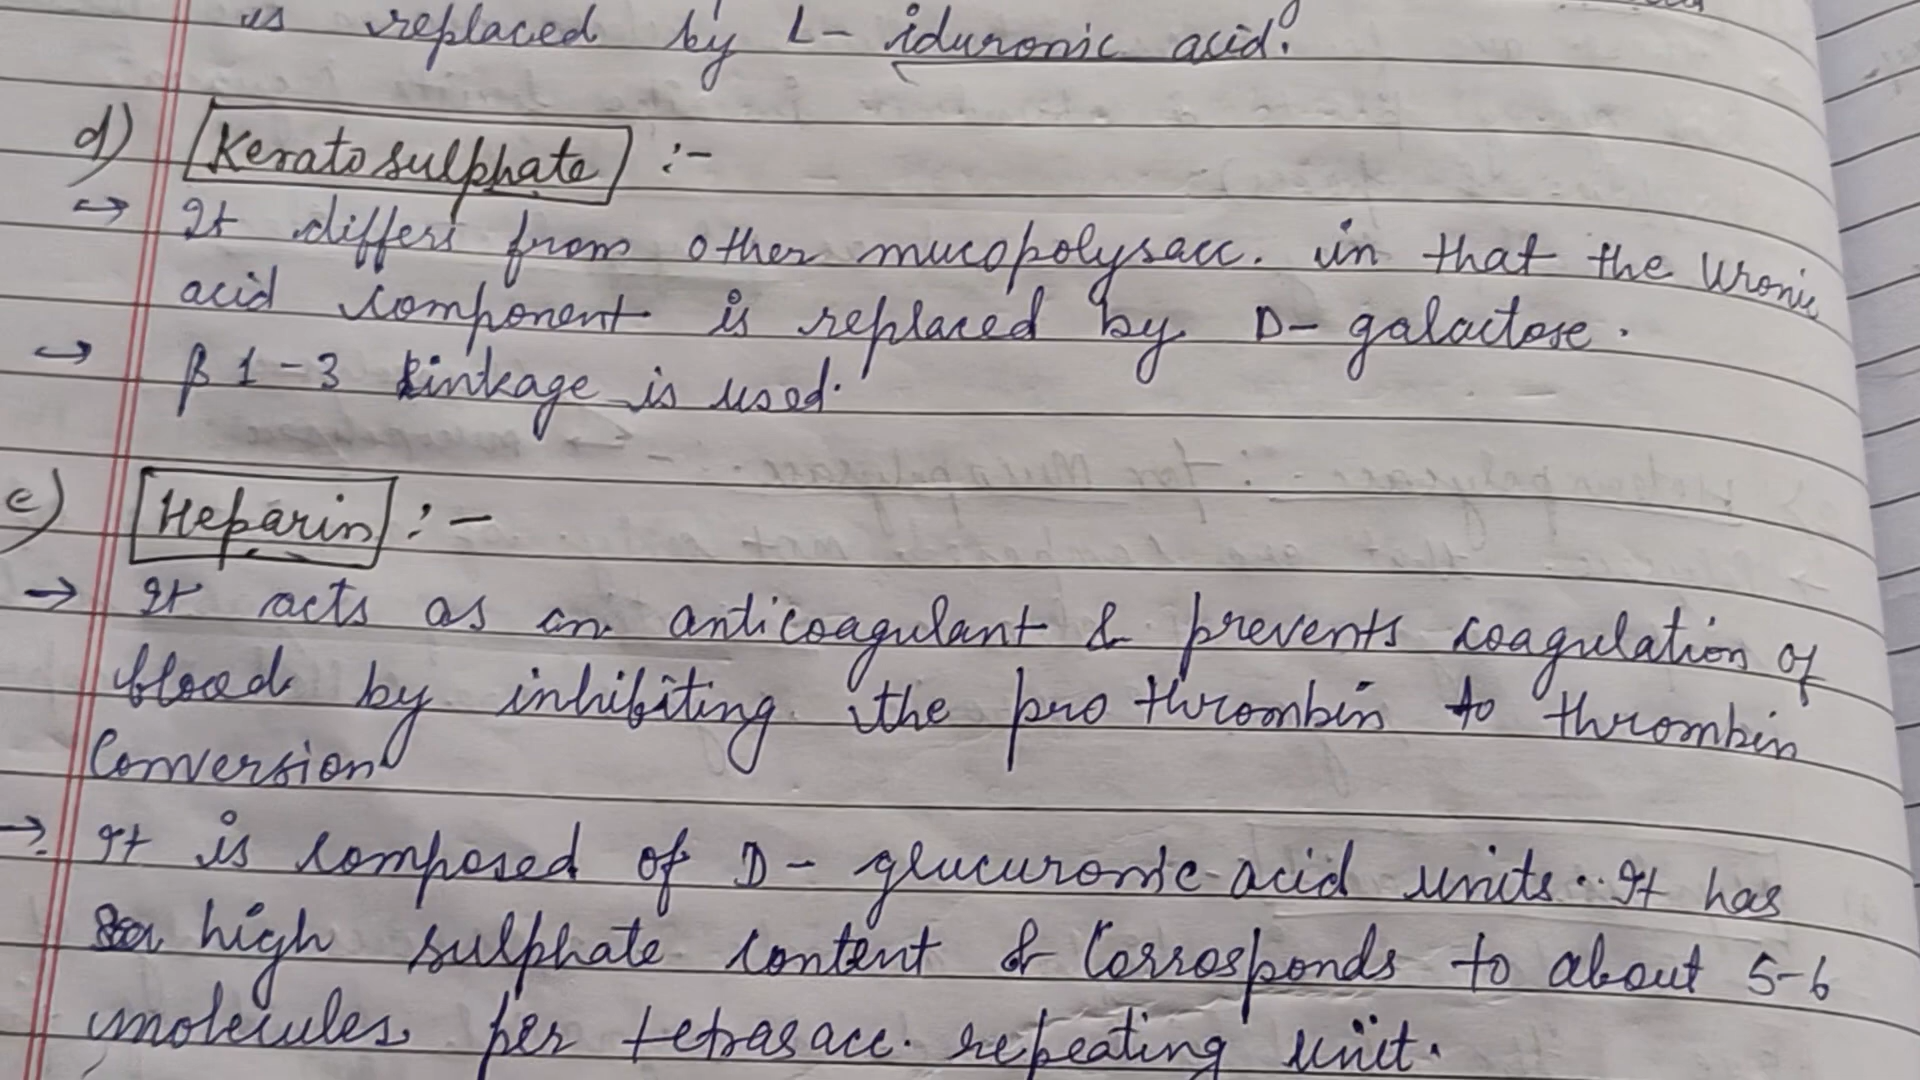 is replaced by L- iduronic acid.
d) Keratosulphate :-
→ It differs from other mucopolysacc. in that the Uronic
acid component is replaced by D- galactose.
→ β 1-3 linkage is used.
e) Heparin :-
→ It acts as an anticoagulant & prevents coagulation of
blood by inhibiting the pro thrombin to thrombin
Conversion
→ It is composed of D- glucuronic acid units. It has
high sulphate content & Corrosponds to about 5-6
molecules per tetrasacc. repeating unit.